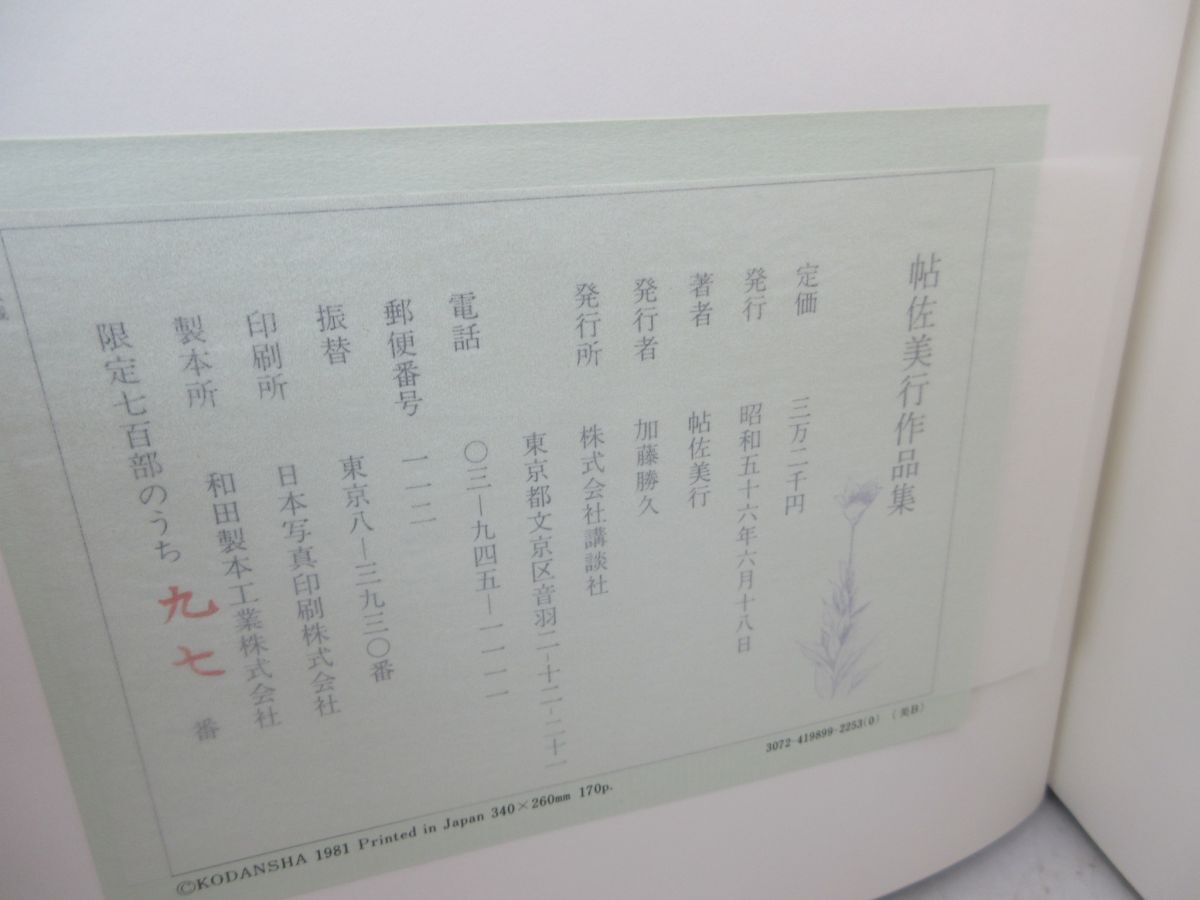 帖佐美行作品集
定価 三万二千円
発行 昭和五十六年六月十八日
著者 帖佐美行
発行者 加藤勝久
発行所 株式会社講談社
東京都文京区音羽二-十二-二十一
電話 〇三-九四五-一一一一
郵便番号 一一二
振替 東京八-三九三〇番
印刷所 日本写真印刷株式会社
製本所 和田製本工業株式会社
限定七百部のうち 九七 番
3072-419899-2253(0) (美B)
©KODANSHA 1981 Printed in Japan 340×260mm 170p.